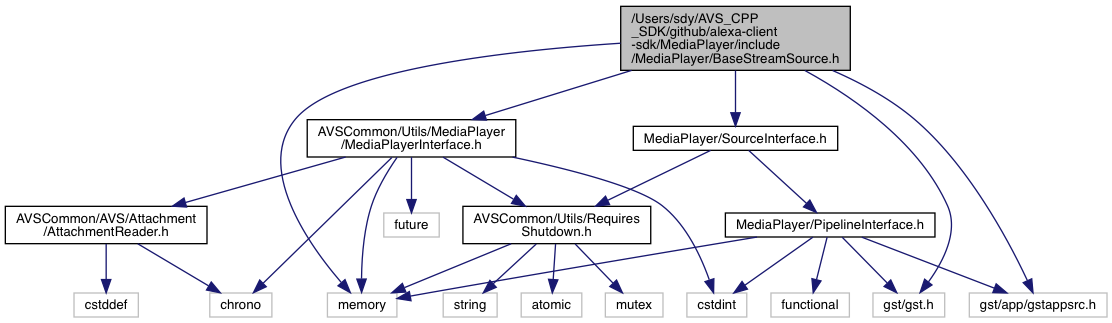 /Users/sdy/AVS_CPP
_SDK/github/alexa-client
-sdk/MediaPlayer/include
/MediaPlayer/BaseStreamSource.h
AVSCommon/Utils/MediaPlayer
/MediaPlayerInterface.h
MediaPlayer/SourceInterface.h
AVSCommon/AVS/Attachment
/AttachmentReader.h
future
AVSCommon/Utils/Requires
Shutdown.h
MediaPlayer/PipelineInterface.h
cstddef
chrono
memory
string
atomic
mutex
cstdint
functional
gst/gst.h
gst/app/gstappsrc.h